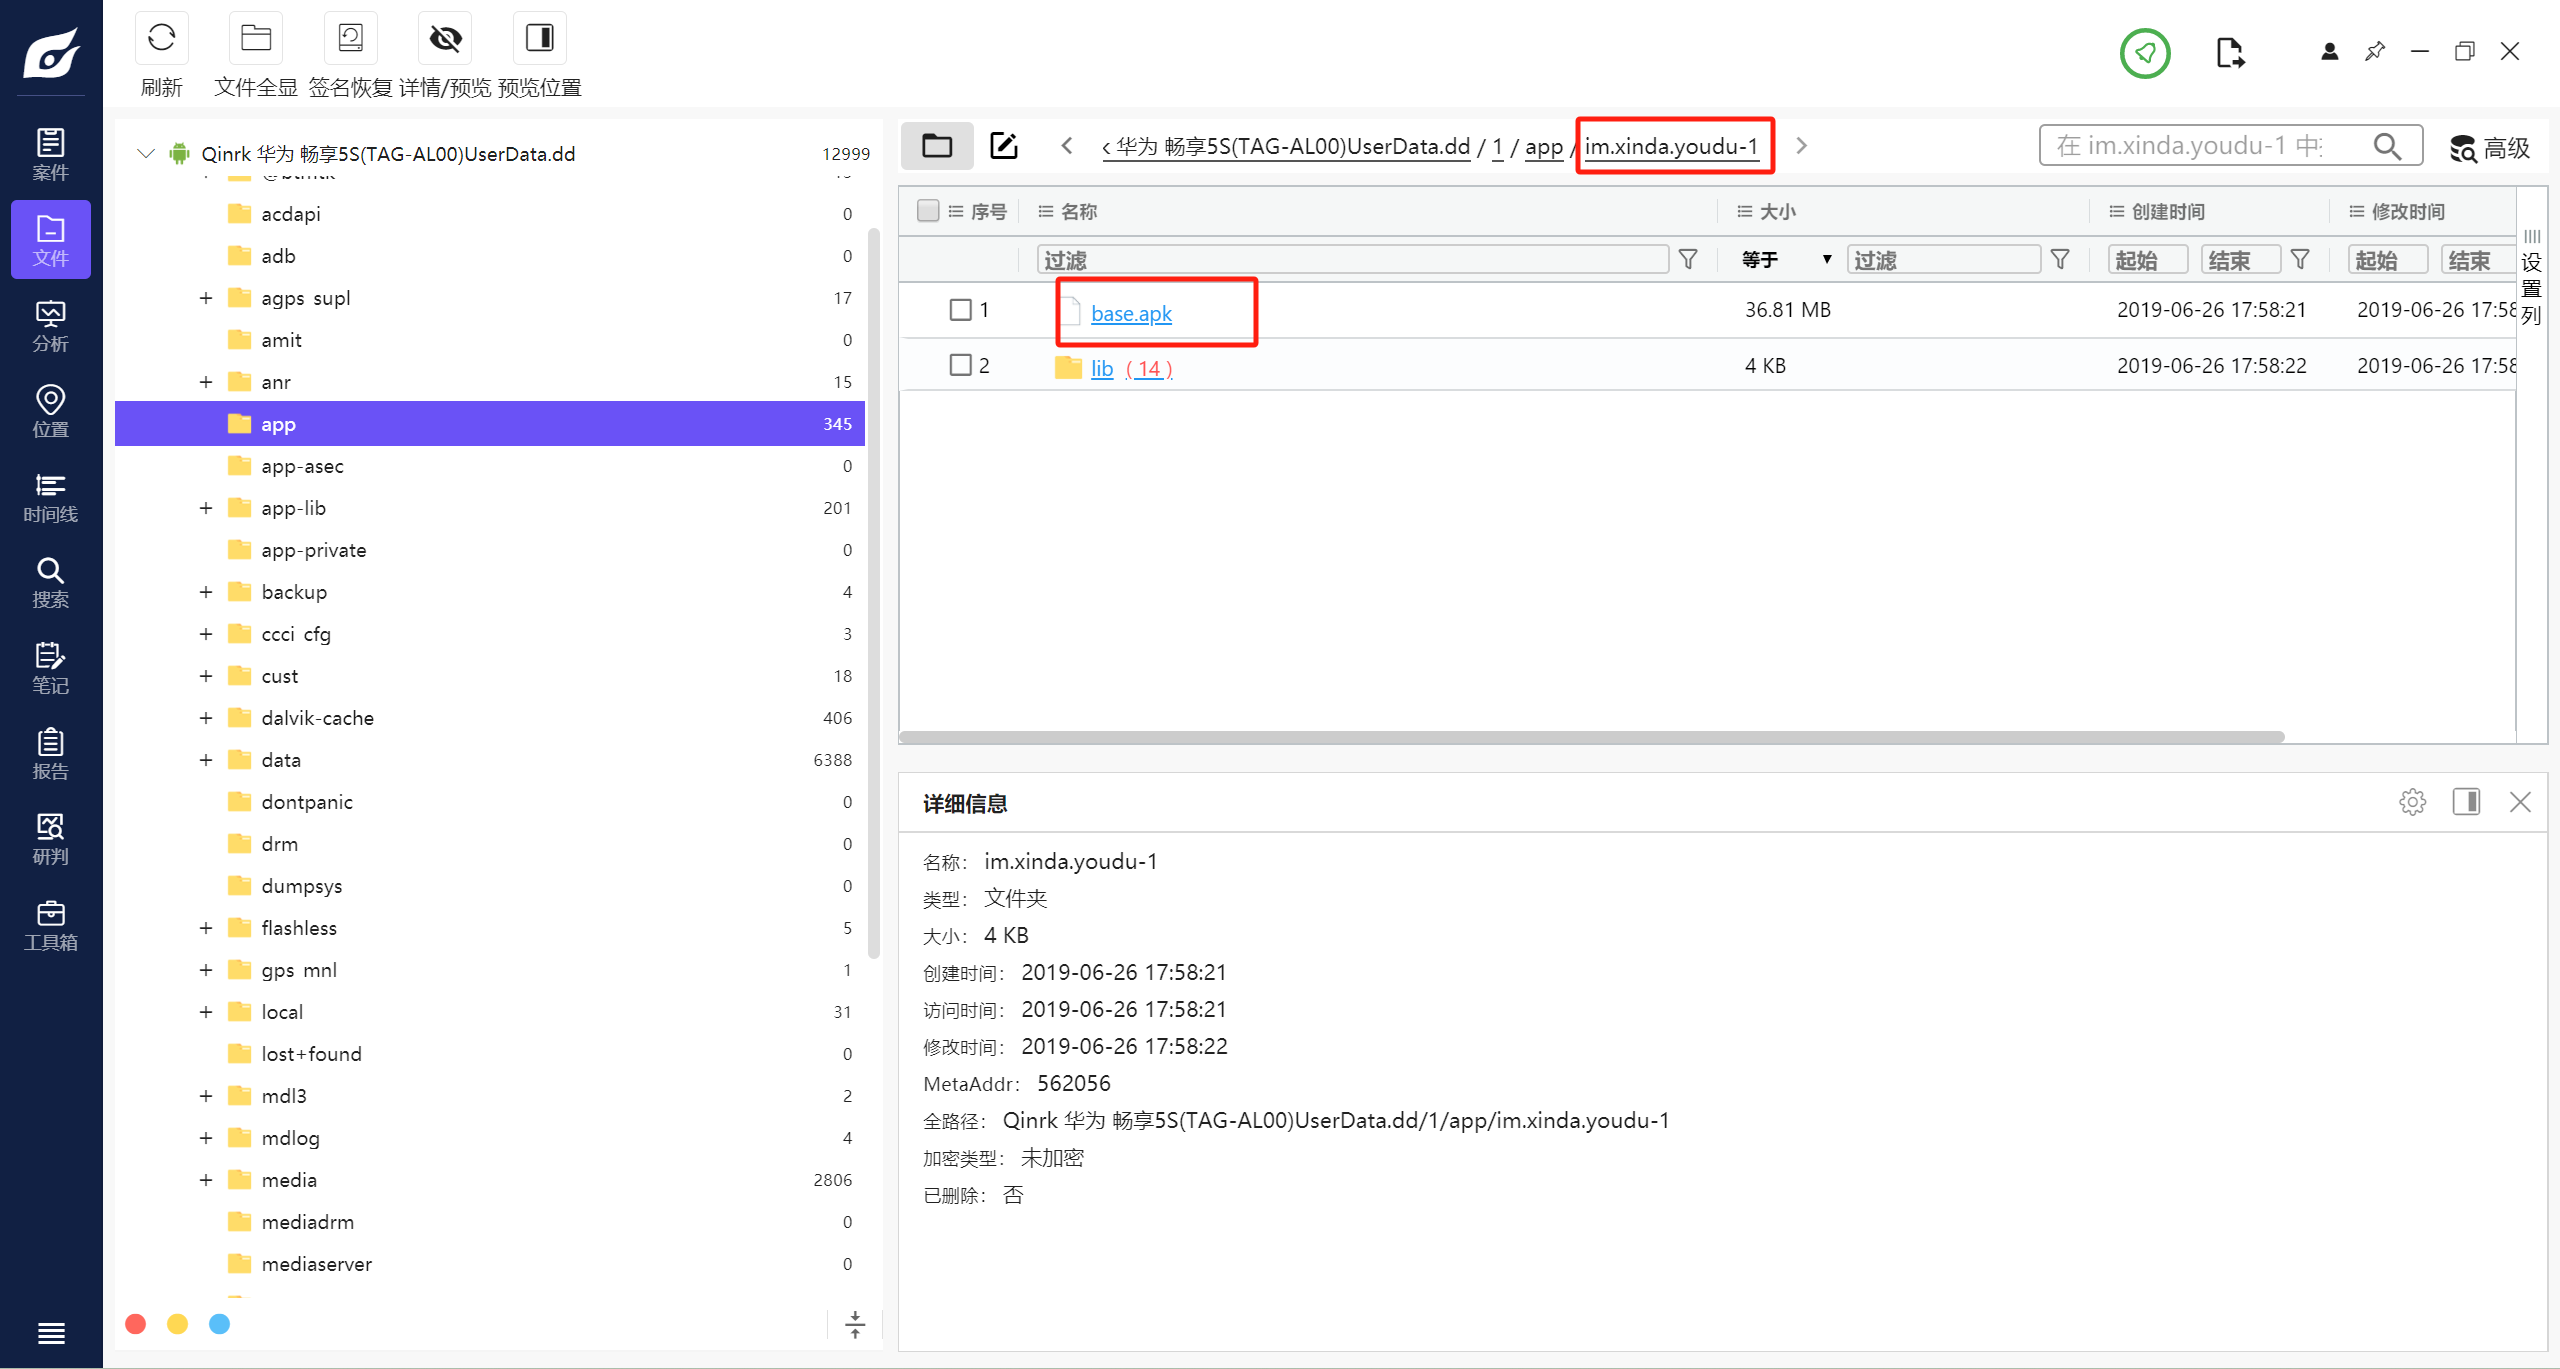 刷新 文件全显 签名恢复 详情/预览 预览位置
案件
文件
分析
位置
时间线
搜索
笔记
报告
研判
工具箱
Qinrk 华为 畅享5S(TAG-AL00)UserData.dd 12999
acdapi 0
adb 0
agps supl 17
amit 0
anr 15
app 345
app-asec 0
app-lib 201
app-private 0
backup 4
ccci cfg 3
cust 18
dalvik-cache 406
data 6388
dontpanic 0
drm 0
dumpsys 0
flashless 5
gps mnl 1
local 31
lost+found 0
mdl3 2
mdlog 4
media 2806
mediadrm 0
mediaserver 0
‹ 华为 畅享5S(TAG-AL00)UserData.dd / 1 / app / im.xinda.youdu-1
在 im.xinda.youdu-1 中
高级
序号 名称 大小 创建时间 修改时间
过滤 等于 过滤 起始 结束 起始 结束
设置列
1 base.apk 36.81 MB 2019-06-26 17:58:21 2019-06-26 17:58
2 lib ( 14 ) 4 KB 2019-06-26 17:58:22 2019-06-26 17:58
详细信息
名称: im.xinda.youdu-1
类型: 文件夹
大小: 4 KB
创建时间: 2019-06-26 17:58:21
访问时间: 2019-06-26 17:58:21
修改时间: 2019-06-26 17:58:22
MetaAddr: 562056
全路径: Qinrk 华为 畅享5S(TAG-AL00)UserData.dd/1/app/im.xinda.youdu-1
加密类型: 未加密
已删除: 否